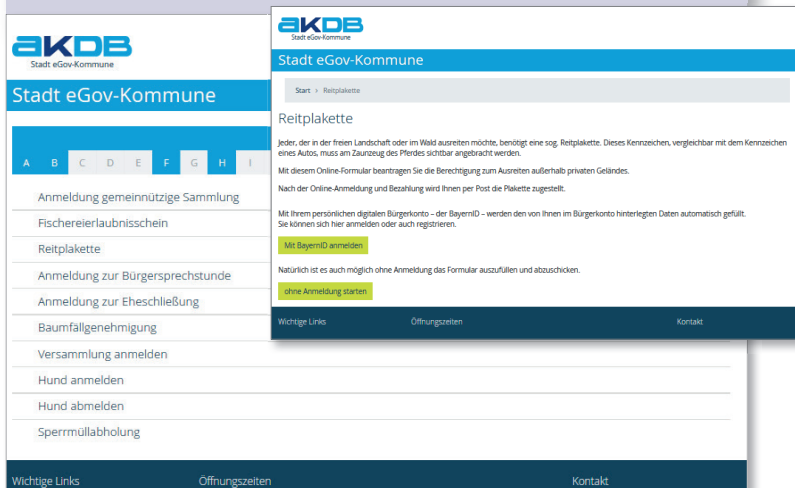 aKDB
Stadt eGov-Kommune
Stadt eGov-Kommune
A B C D E F G H I
Anmeldung gemeinnützige Sammlung
Fischereierlaubnisschein
Reitplakette
Anmeldung zur Bürgersprechstunde
Anmeldung zur Eheschließung
Baumfällgenehmigung
Versammlung anmelden
Hund anmelden
Hund abmelden
Sperrmüllabholung
Wichtige Links Öffnungszeiten Kontakt
aKDB
Stadt eGov-Kommune
Stadt eGov-Kommune
Start > Reitplakette
Reitplakette
Jeder, der in der freien Landschaft oder im Wald ausreiten möchte, benötigt eine sog. Reitplakette. Dieses Kennzeichen, vergleichbar mit dem Kennzeichen
eines Autos, muss am Zaunzeug des Pferdes sichtbar angebracht werden.
Mit diesem Online-Formular beantragen Sie die Berechtigung zum Ausreiten außerhalb privaten Geländes.
Nach der Online-Anmeldung und Bezahlung wird Ihnen per Post die Plakette zugestellt.
Mit Ihrem persönlichen digitalen Bürgerkonto – der BayernID – werden den von Ihnen im Bürgerkonto hinterlegten Daten automatisch gefüllt.
Sie können sich hier anmelden oder auch registrieren.
Mit BayernID anmelden
Natürlich ist es auch möglich ohne Anmeldung das Formular auszufüllen und abzuschicken.
ohne Anmeldung starten
Wichtige Links Öffnungszeiten Kontakt